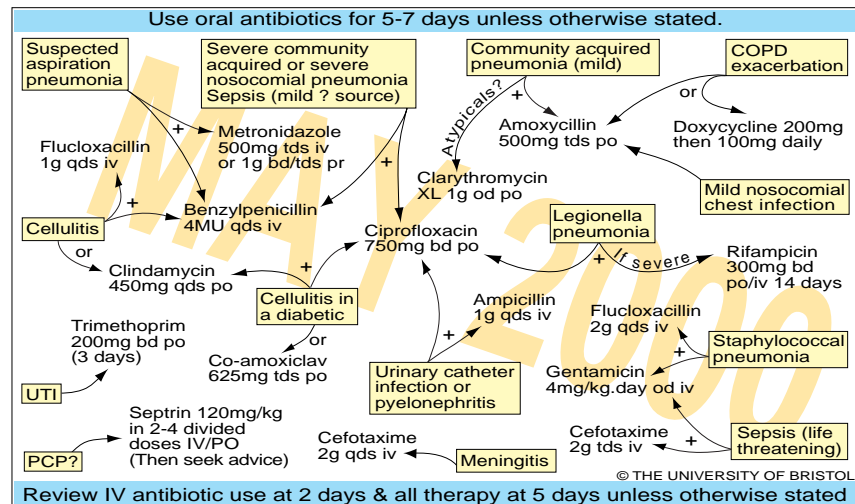 Use oral antibiotics for 5-7 days unless otherwise stated.
Suspected
aspiration
pneumonia
Severe community
acquired or severe
nosocomial pneumonia
Sepsis (mild ? source)
Community acquired
pneumonia (mild)
COPD
exacerbation
+
Metronidazole
500mg tds iv
or 1g bd/tds pr
Flucloxacillin
1g qds iv
+
Atypicals?
+
Amoxycillin
500mg tds po
or
Doxycycline 200mg
then 100mg daily
Clarythromycin
XL 1g od po
Mild nosocomial
chest infection
Cellulitis
+
or
Benzylpenicillin
4MU qds iv
Ciprofloxacin
750mg bd po
Legionella
pneumonia
+
If severe
Rifampicin
300mg bd
po/iv 14 days
Clindamycin
450mg qds po
+
Cellulitis in
a diabetic
or
Co-amoxiclav
625mg tds po
Ampicillin
1g qds iv
+
Urinary catheter
infection or
pyelonephritis
Flucloxacillin
2g qds iv
+
Staphylococcal
pneumonia
Gentamicin
4mg/kg.day od iv
Trimethoprim
200mg bd po
(3 days)
UTI
Septrin 120mg/kg
in 2-4 divided
doses IV/PO
(Then seek advice)
PCP?
Cefotaxime
2g qds iv
Meningitis
Cefotaxime
2g tds iv
+
Sepsis (life
threatening)
MAY 2000
© THE UNIVERSITY OF BRISTOL
Review IV antibiotic use at 2 days & all therapy at 5 days unless otherwise stated